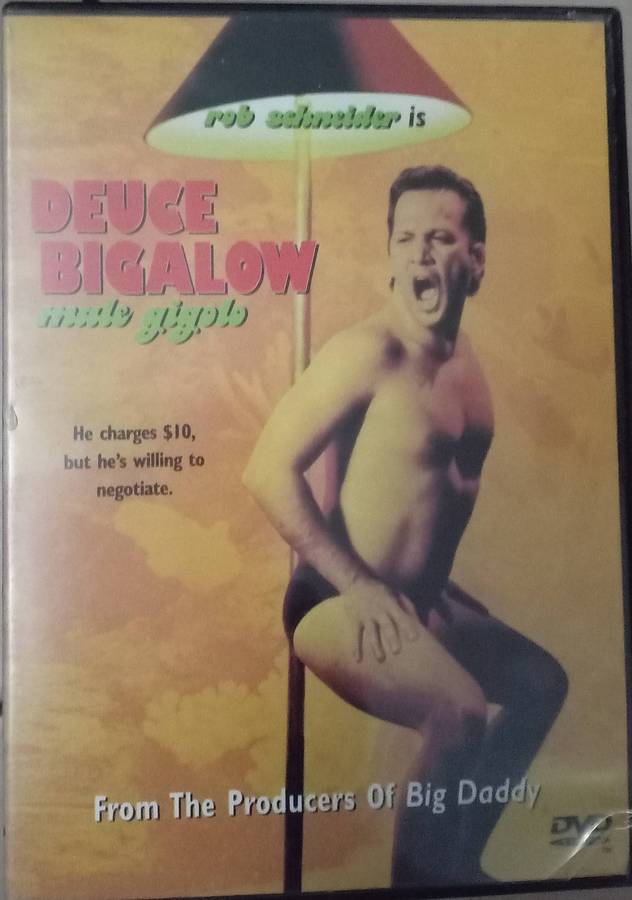 rob schneider is
DEUCE
BIGALOW
male gigolo
He charges $10,
but he's willing to
negotiate.
From The Producers Of Big Daddy
DVD